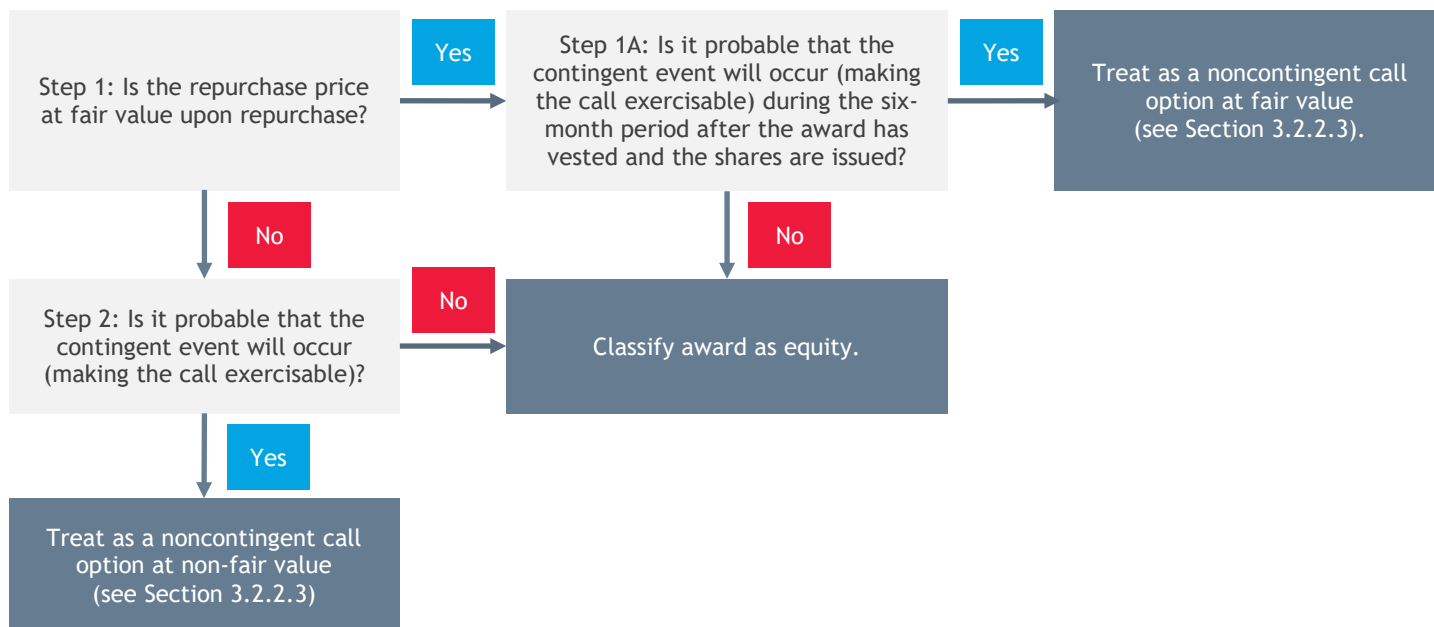 Step 1: Is the repurchase price
at fair value upon repurchase?
Yes
Step 1A: Is it probable that the
contingent event will occur (making
the call exercisable) during the six-
month period after the award has
vested and the shares are issued?
Yes
Treat as a noncontingent call
option at fair value
(see Section 3.2.2.3).
No
No
Step 2: Is it probable that the
contingent event will occur
(making the call exercisable)?
No
Classify award as equity.
Yes
Treat as a noncontingent call
option at non-fair value
(see Section 3.2.2.3)